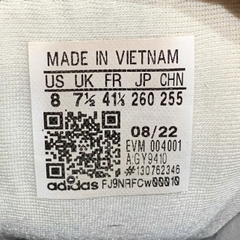 MADE IN VIETNAM
US UK FR JP CHN
8 7½ 41⅓ 260 255
08/22
EVM 004001
A:GY9410
#130762346
adidas FJ9NRFCW00010